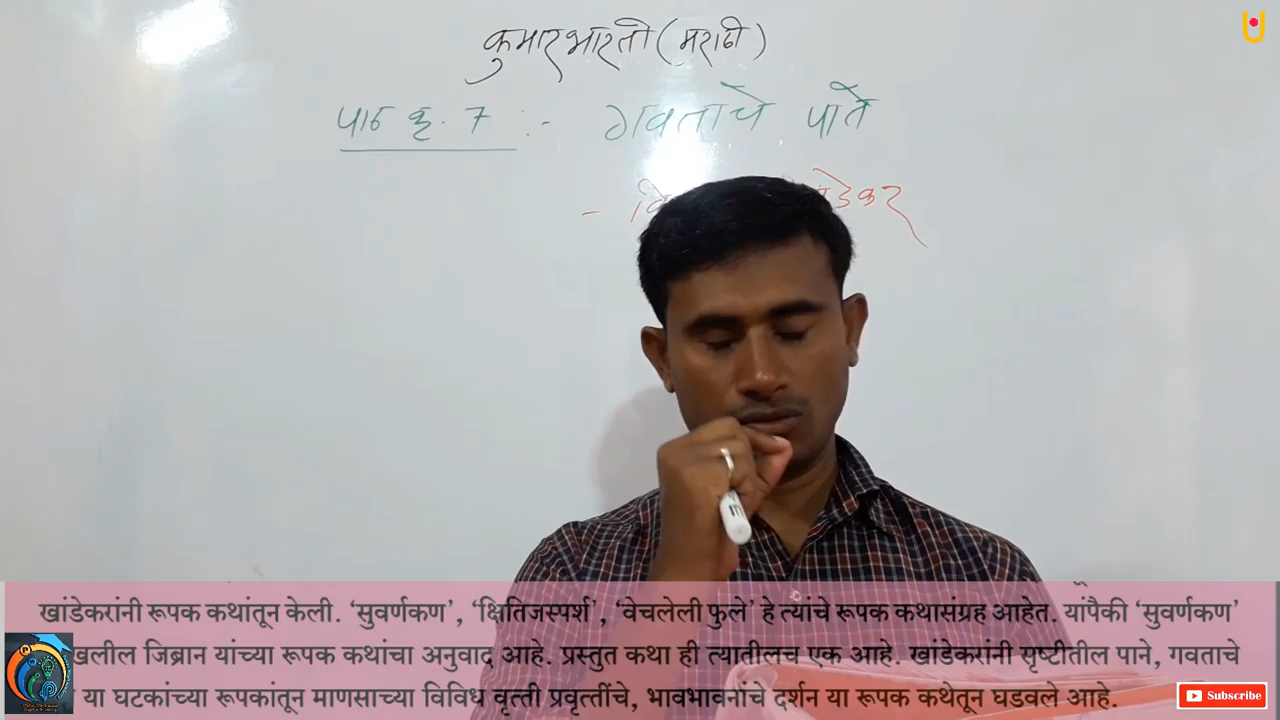 कुमारभारती (मराठी)
पाठ क्र. 7 :- गवताचे पाते
- वि
डेकर
खांडेकरांनी रूपक कथांतून केली. ‘सुवर्णकण’, ‘क्षितिजस्पर्श’, ‘वेचलेली फुले’ हे त्यांचे रूपक कथासंग्रह आहेत. यांपैकी ‘सुवर्णकण’
खलील जिब्रान यांच्या रूपक कथांचा अनुवाद आहे. प्रस्तुत कथा ही त्यातीलच एक आहे. खांडेकरांनी सृष्टीतील पाने, गवताचे
या घटकांच्या रूपकांतून माणसाच्या विविध वृत्ती प्रवृत्तींचे, भावभावनांचे दर्शन या रूपक कथेतून घडवले आहे.
Subscribe